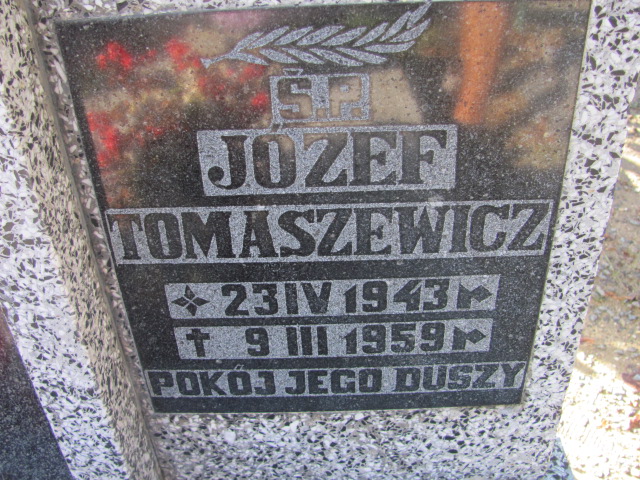 Ś.P.
JÓZEF
TOMASZEWICZ
23 IV 1943 R
† 9 III 1959 R
POKÓJ JEGO DUSZY